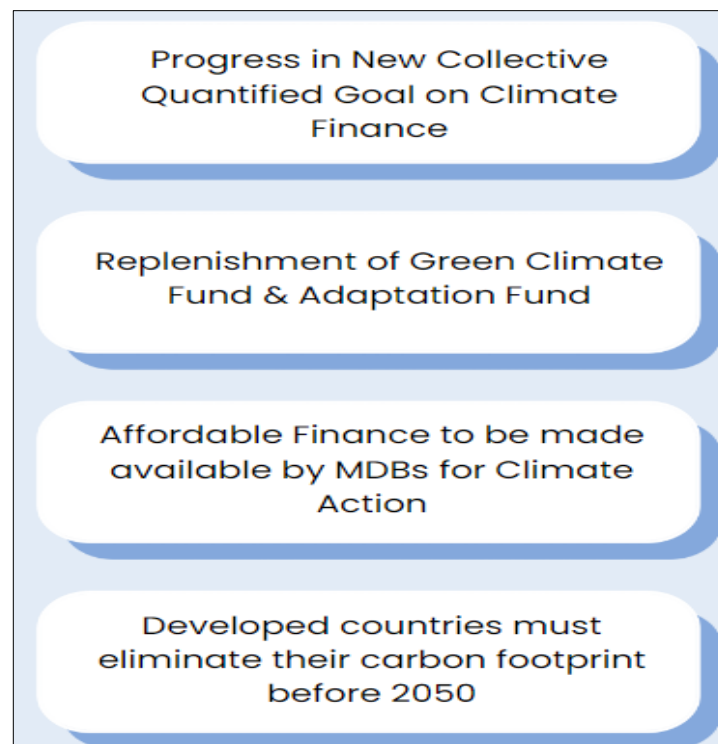 Progress in New Collective
Quantified Goal on Climate
Finance
Replenishment of Green Climate
Fund & Adaptation Fund
Affordable Finance to be made
available by MDBs for Climate
Action
Developed countries must
eliminate their carbon footprint
before 2050